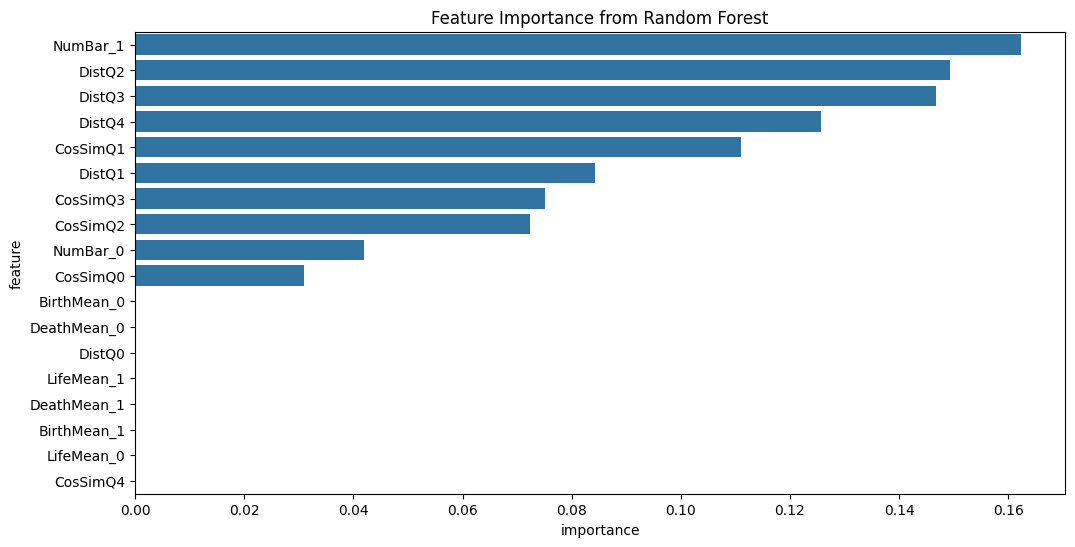 Feature Importance from Random Forest
feature
NumBar_1
DistQ2
DistQ3
DistQ4
CosSimQ1
DistQ1
CosSimQ3
CosSimQ2
NumBar_0
CosSimQ0
BirthMean_0
DeathMean_0
DistQ0
LifeMean_1
DeathMean_1
BirthMean_1
LifeMean_0
CosSimQ4
0.00 0.02 0.04 0.06 0.08 0.10 0.12 0.14 0.16
importance